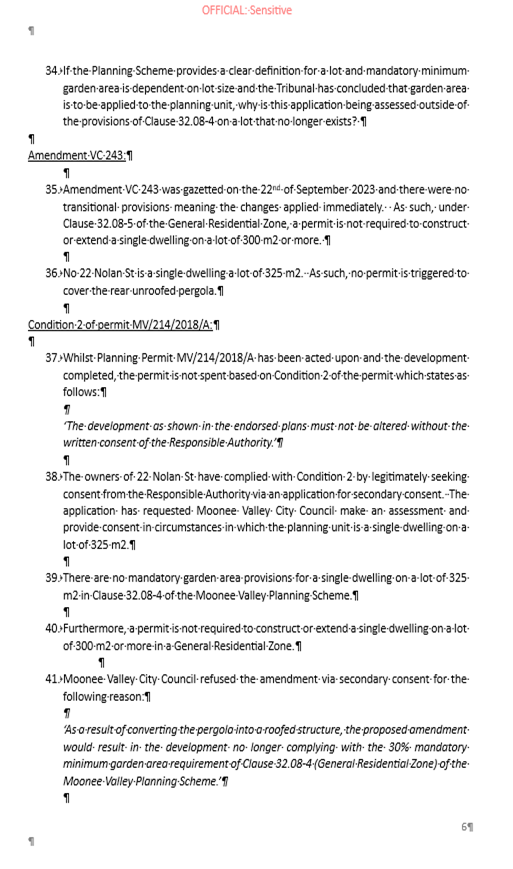 OFFICIAL: Sensitive
34. If the Planning Scheme provides a clear definition for a lot and mandatory minimum
garden area is dependent on lot size and the Tribunal has concluded that garden area
is to be applied to the planning unit, why is this application being assessed outside of
the provisions of Clause 32.08-4 on a lot that no longer exists?
Amendment VC 243:
35. Amendment VC 243 was gazetted on the 22nd of September 2023 and there were no
transitional provisions meaning the changes applied immediately. As such, under
Clause 32.08-5 of the General Residential Zone, a permit is not required to construct
or extend a single dwelling on a lot of 300 m2 or more.
36. No 22 Nolan St is a single dwelling a lot of 325 m2. As such, no permit is triggered to
cover the rear unroofed pergola.
Condition 2 of permit MV/214/2018/A:
37. Whilst Planning Permit MV/214/2018/A has been acted upon and the development
completed, the permit is not spent based on Condition 2 of the permit which states as
follows:
'The development as shown in the endorsed plans must not be altered without the
written consent of the Responsible Authority.'
38. The owners of 22 Nolan St have complied with Condition 2 by legitimately seeking
consent from the Responsible Authority via an application for secondary consent. The
application has requested Moonee Valley City Council make an assessment and
provide consent in circumstances in which the planning unit is a single dwelling on a
lot of 325 m2.
39. There are no mandatory garden area provisions for a single dwelling on a lot of 325
m2 in Clause 32.08-4 of the Moonee Valley Planning Scheme.
40. Furthermore, a permit is not required to construct or extend a single dwelling on a lot
of 300 m2 or more in a General Residential Zone.
41. Moonee Valley City Council refused the amendment via secondary consent for the
following reason:
'As a result of converting the pergola into a roofed structure, the proposed amendment
would result in the development no longer complying with the 30% mandatory
minimum garden area requirement of Clause 32.08-4 (General Residential Zone) of the
Moonee Valley Planning Scheme.'
6